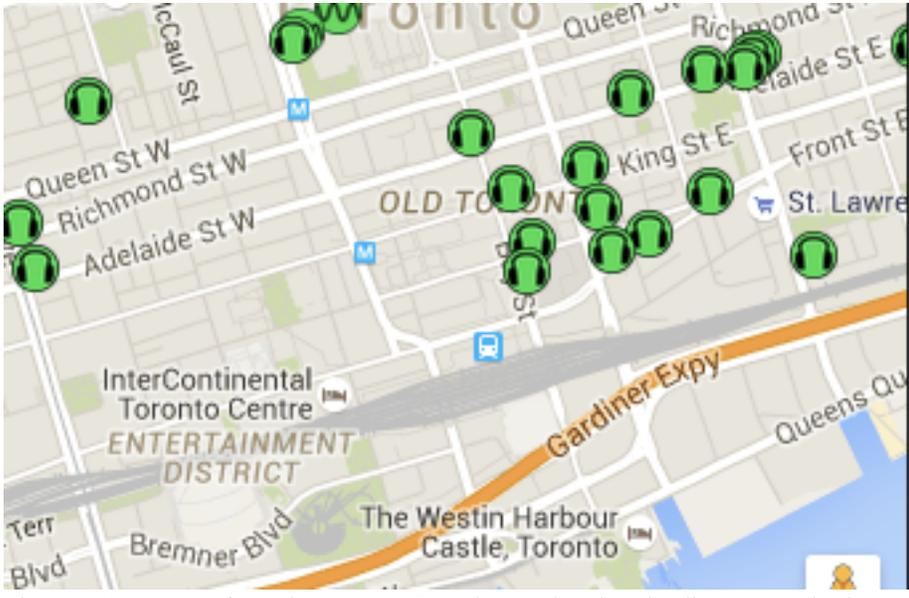 McCaul St
Queen St
Richmond St
Adelaide St E
Queen St W
Richmond St W
King St E
Front St E
OLD TO
St. Lawre
Adelaide St W
St
InterContinental
Toronto Centre
ENTERTAINMENT
DISTRICT
Gardiner Expy
Queens Qu
Terr
Bremner Blvd
Blvd
The Westin Harbour
Castle, Toronto
M
M